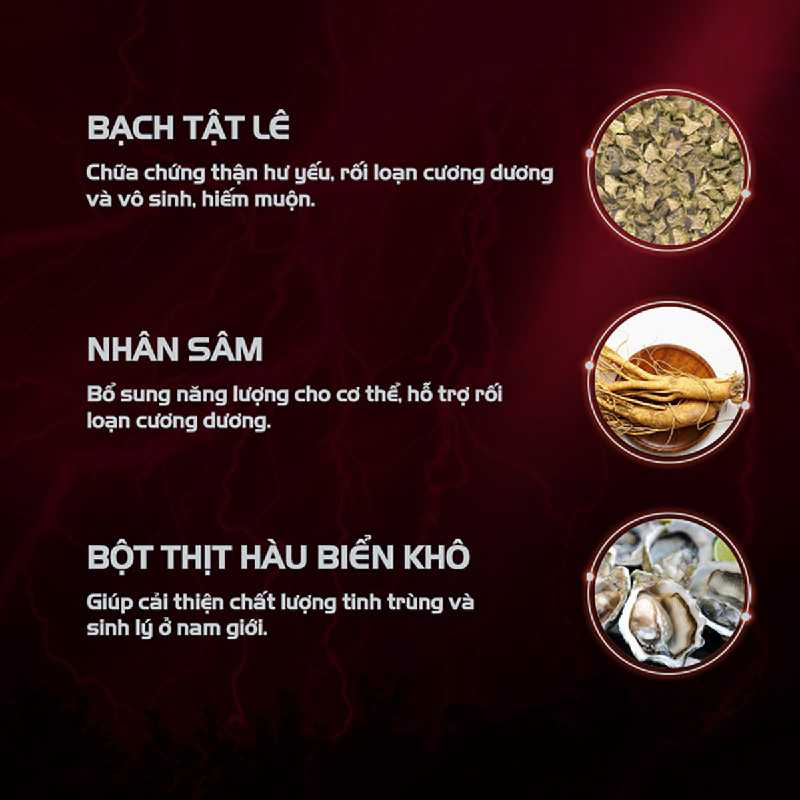 BẠCH TẬT LÊ
Chữa chứng thận hư yếu, rối loạn cương dương
và vô sinh, hiếm muộn.
NHÂN SÂM
Bổ sung năng lượng cho cơ thể, hỗ trợ rối
loạn cương dương.
BỘT THỊT HÀU BIỂN KHÔ
Giúp cải thiện chất lượng tinh trùng và
sinh lý ở nam giới.